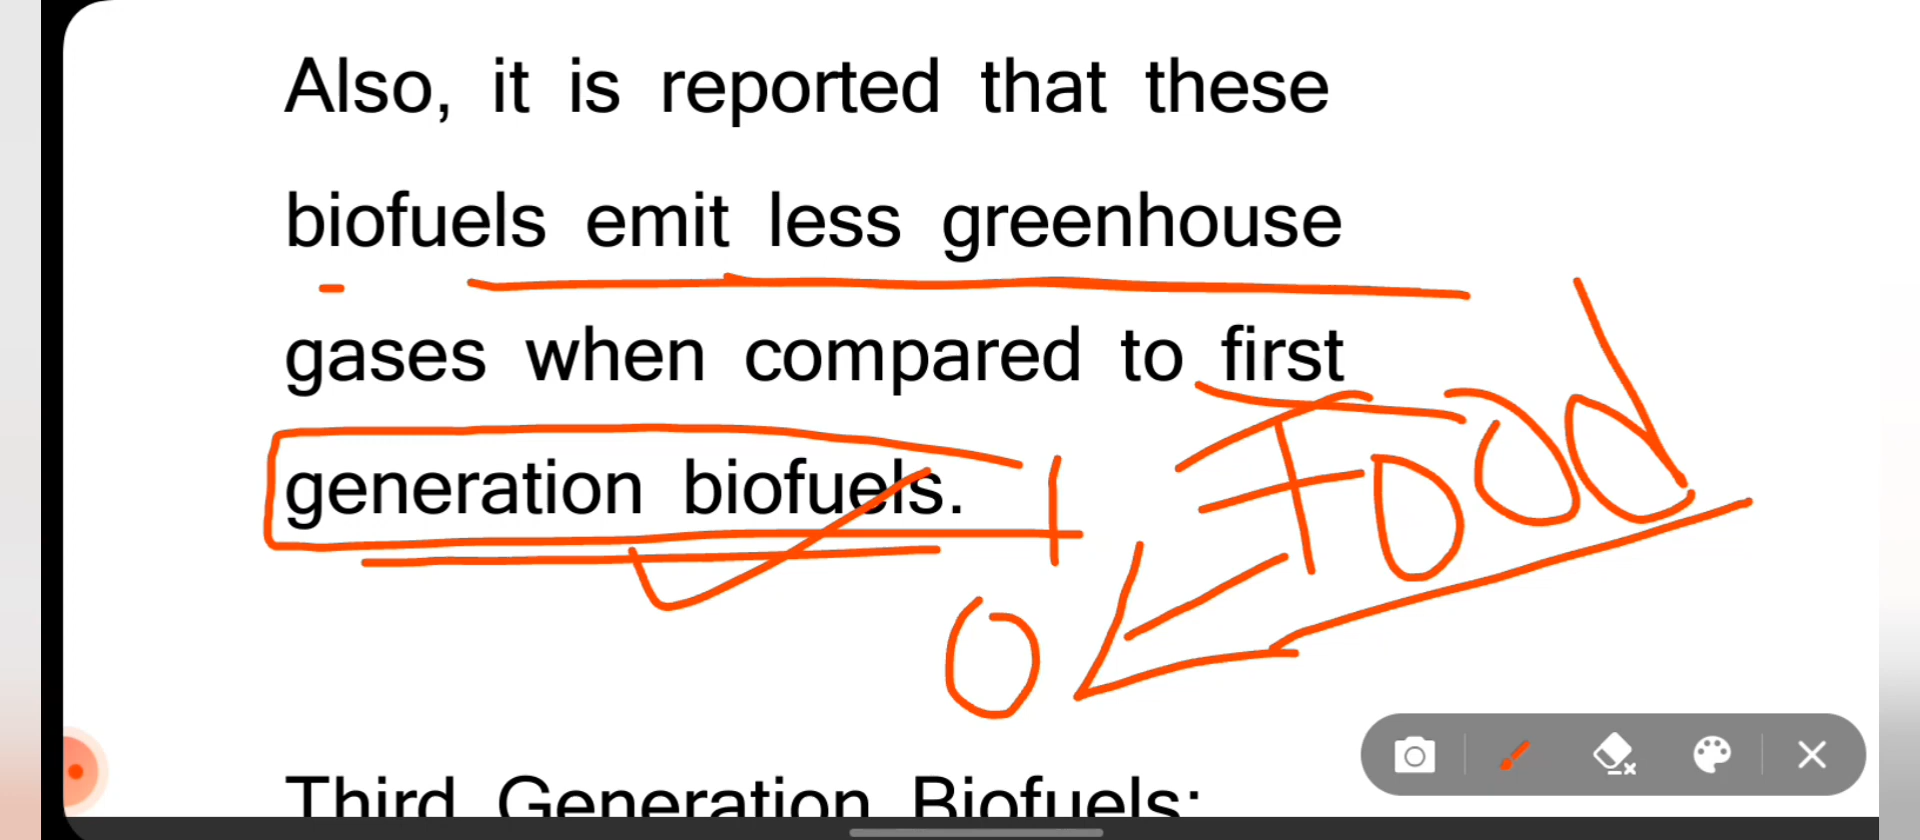 Also, it is reported that these
biofuels emit less greenhouse
gases when compared to first
generation biofuels.
Food
Third Generation Biofuels: